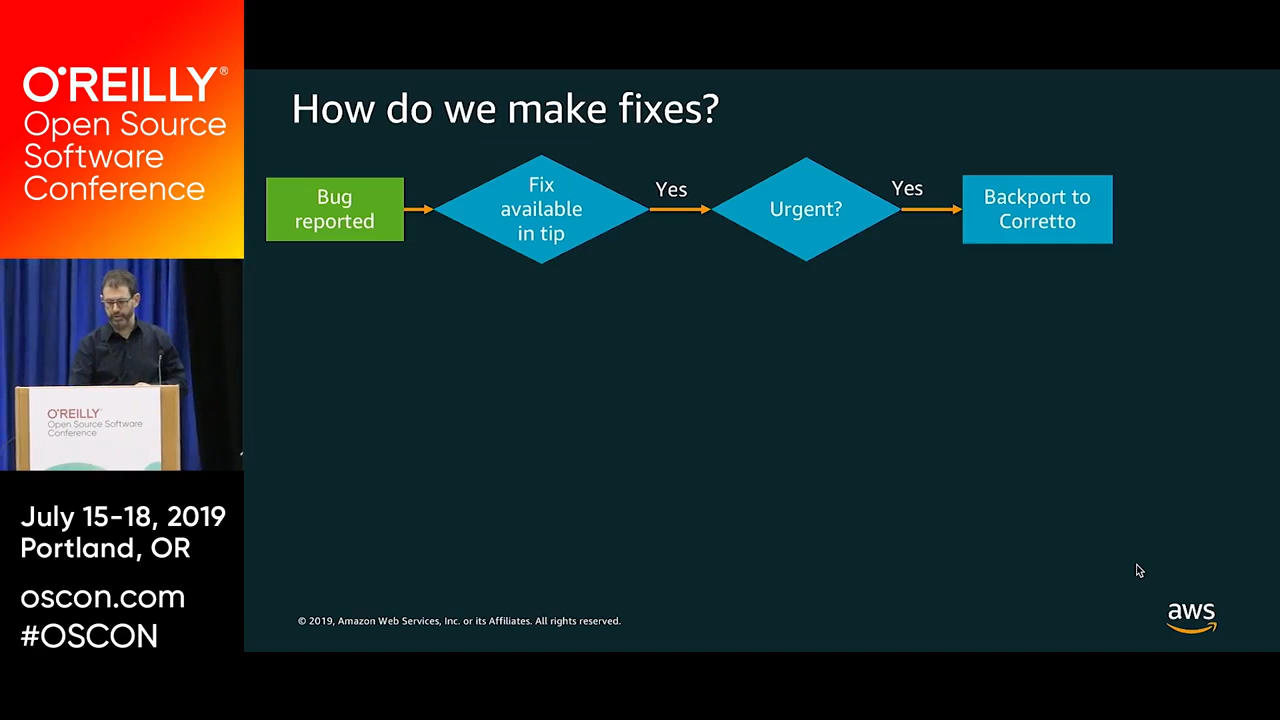 O'REILLY®
Open Source
Software
Conference
O'REILLY
Open Source Software
Conference
July 15-18, 2019
Portland, OR
oscon.com
#OSCON
How do we make fixes?
Bug
reported
Fix
available
in tip
Yes
Urgent?
Yes
Backport to
Corretto
© 2019, Amazon Web Services, Inc. or its Affiliates. All rights reserved.
aws